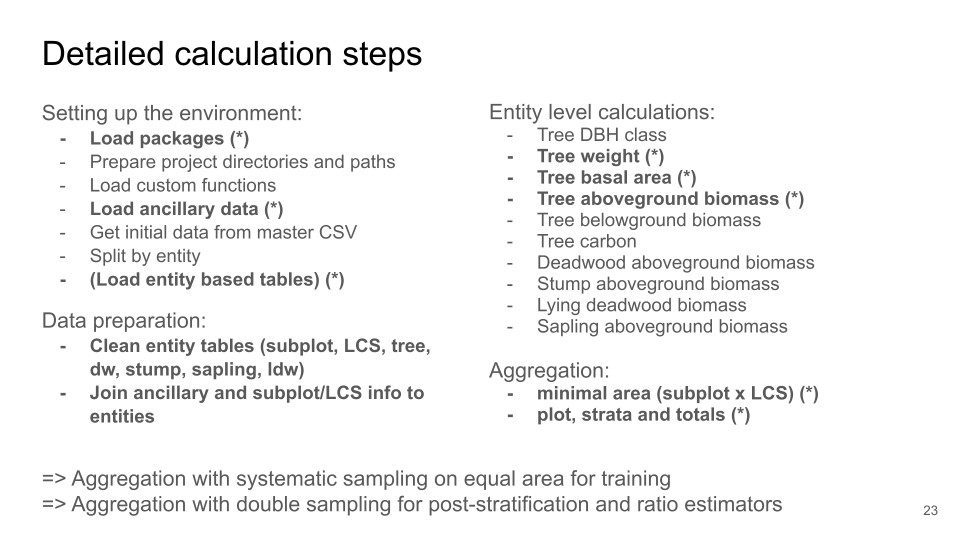 Detailed calculation steps
Setting up the environment:
- Load packages (*)
- Prepare project directories and paths
- Load custom functions
- Load ancillary data (*)
- Get initial data from master CSV
- Split by entity
- (Load entity based tables) (*)
Data preparation:
- Clean entity tables (subplot, LCS, tree,
dw, stump, sapling, ldw)
- Join ancillary and subplot/LCS info to
entities
Entity level calculations:
- Tree DBH class
- Tree weight (*)
- Tree basal area (*)
- Tree aboveground biomass (*)
- Tree belowground biomass
- Tree carbon
- Deadwood aboveground biomass
- Stump aboveground biomass
- Lying deadwood biomass
- Sapling aboveground biomass
Aggregation:
- minimal area (subplot x LCS) (*)
- plot, strata and totals (*)
=> Aggregation with systematic sampling on equal area for training
=> Aggregation with double sampling for post-stratification and ratio estimators
23